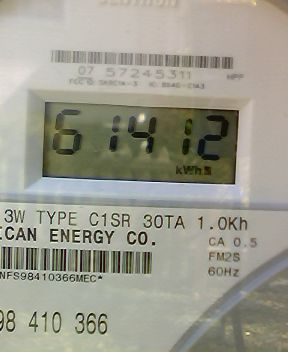 07 57245311
61412
kWh
3W TYPE C1SR 30TA 1.0Kh
ICAN ENERGY CO.
CA 0.5
FM2S
60Hz
NFS98410366MEC*
98 410 366